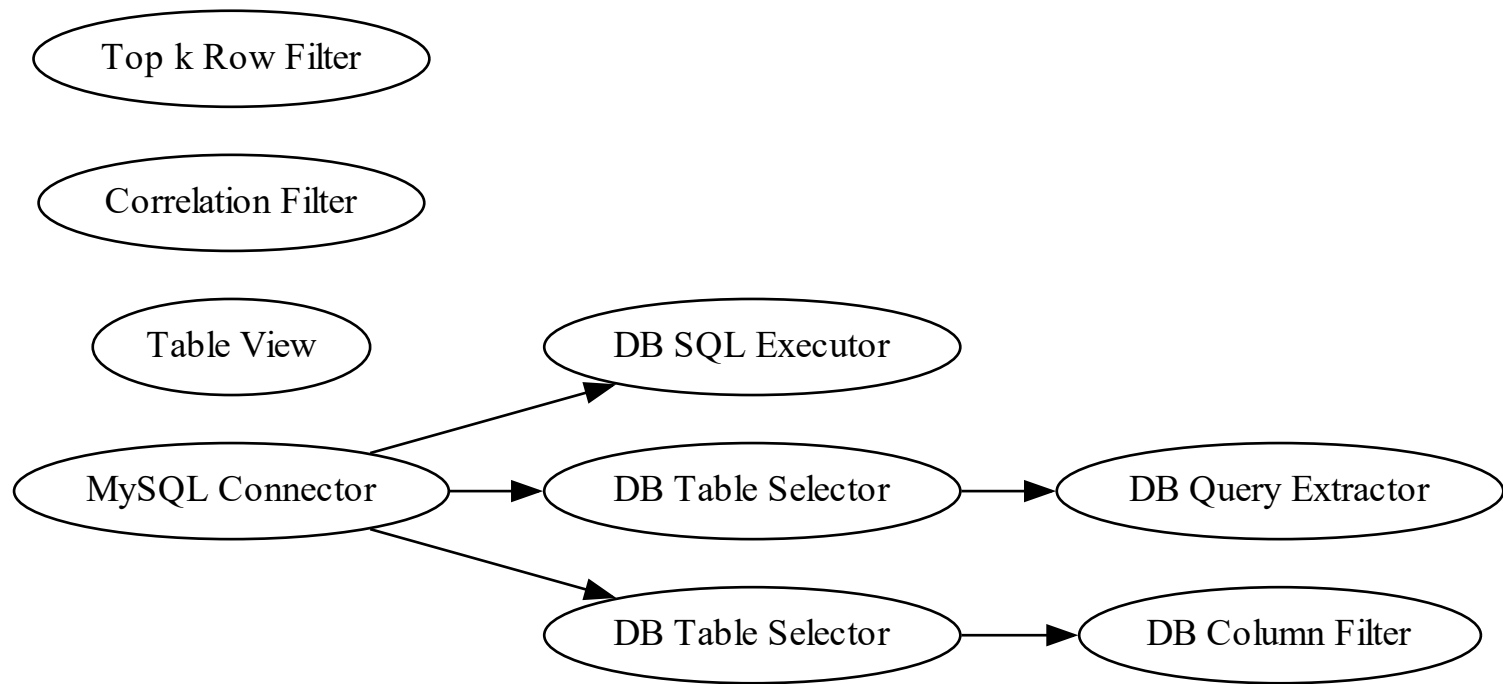 Top k Row Filter
Correlation Filter
Table View
DB SQL Executor
MySQL Connector
DB Table Selector
DB Query Extractor
DB Table Selector
DB Column Filter